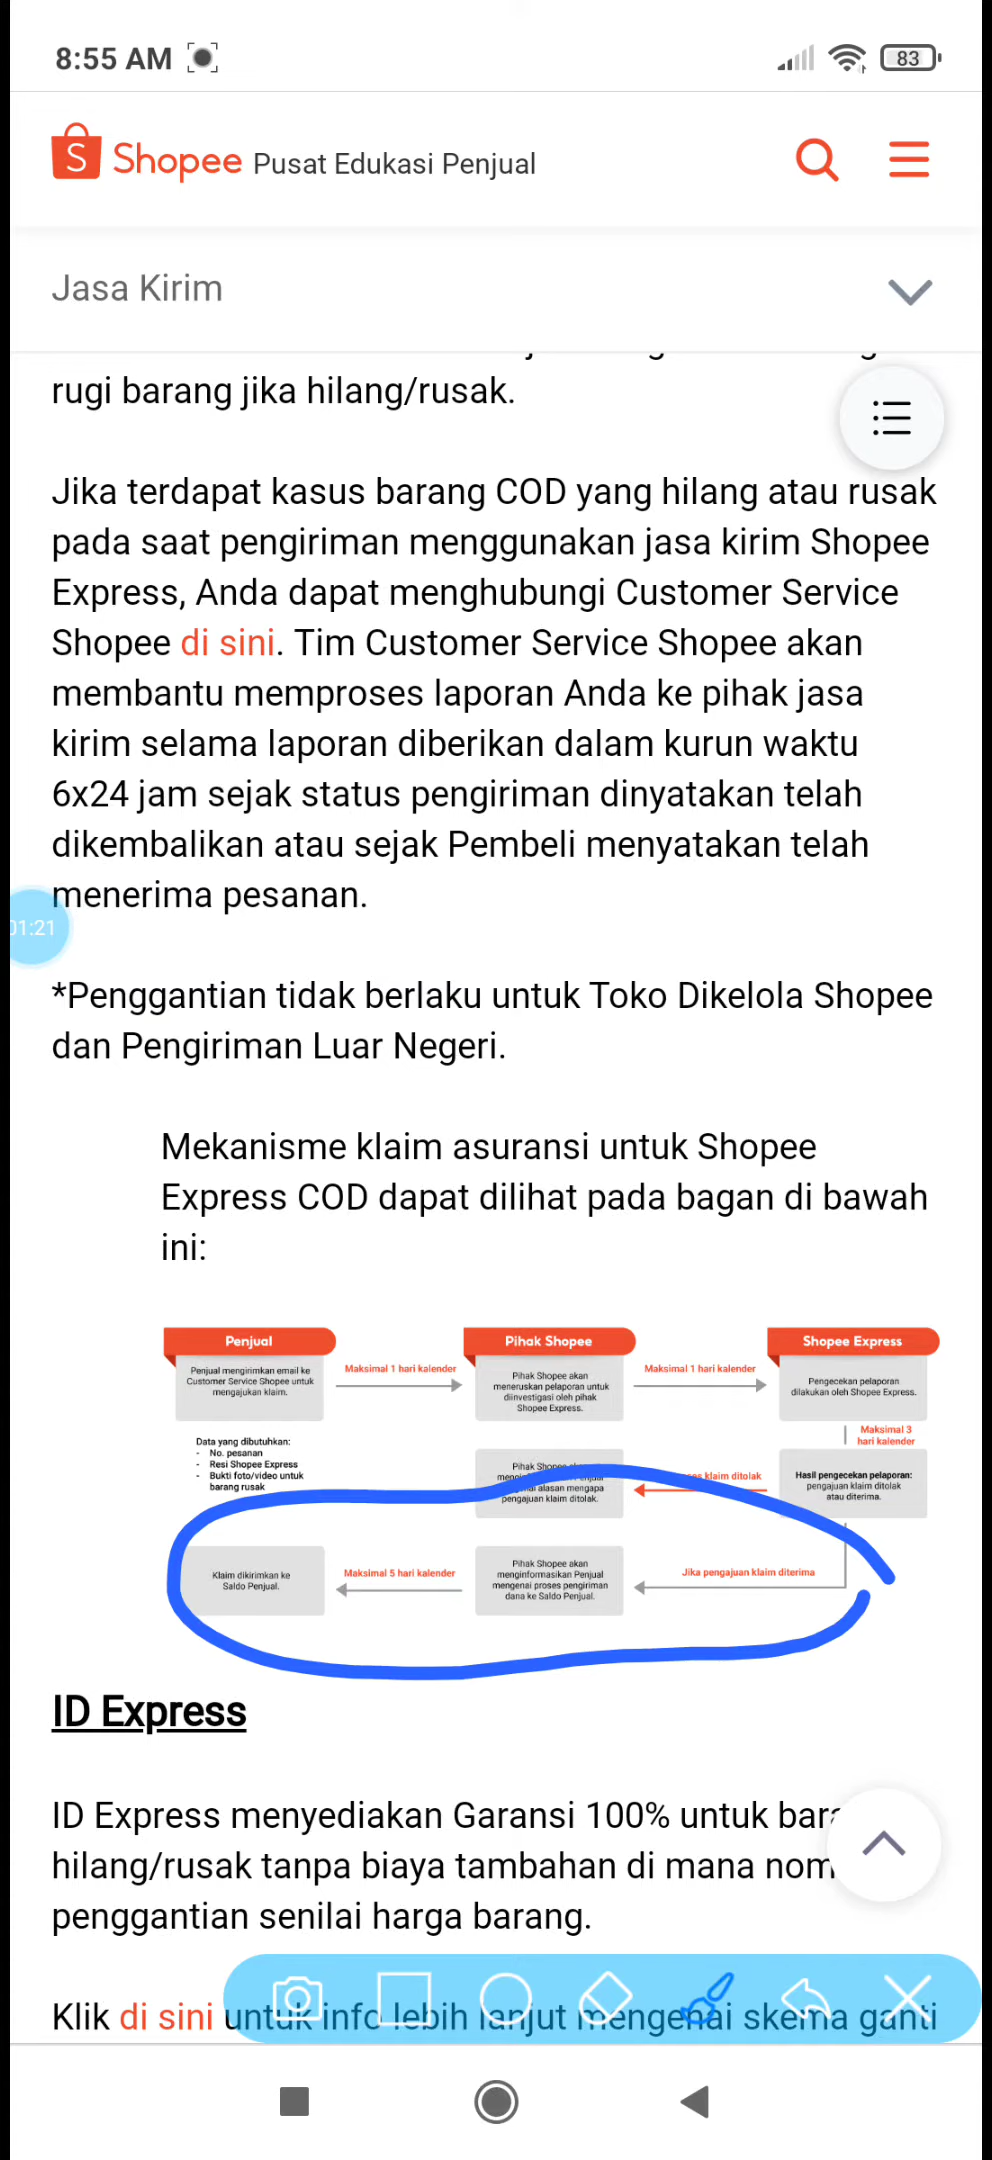 8:55 AM
83
S Shopee Pusat Edukasi Penjual
Jasa Kirim
rugi barang jika hilang/rusak.
Jika terdapat kasus barang COD yang hilang atau rusak
pada saat pengiriman menggunakan jasa kirim Shopee
Express, Anda dapat menghubungi Customer Service
Shopee di sini. Tim Customer Service Shopee akan
membantu memproses laporan Anda ke pihak jasa
kirim selama laporan diberikan dalam kurun waktu
6x24 jam sejak status pengiriman dinyatakan telah
dikembalikan atau sejak Pembeli menyatakan telah
menerima pesanan.
01:21
*Penggantian tidak berlaku untuk Toko Dikelola Shopee
dan Pengiriman Luar Negeri.
Mekanisme klaim asuransi untuk Shopee
Express COD dapat dilihat pada bagan di bawah
ini:
Penjual
Penjual mengirimkan email ke
Customer Service Shopee untuk
mengajukan klaim.
Maksimal 1 hari kalender
Pihak Shopee
Pihak Shopee akan
meneruskan pelaporan untuk
diinvestigasi oleh pihak
Shopee Express.
Maksimal 1 hari kalender
Shopee Express
Pengecekan pelaporan
dilakukan oleh Shopee Express.
Maksimal 3
hari kalender
Data yang dibutuhkan:
- No. pesanan
- Resi Shopee Express
- Bukti foto/video untuk
barang rusak
Hasil pengecekan pelaporan:
pengajuan klaim ditolak
atau diterima.
klaim ditolak
Pihak Shopee
alasan mengapa
pengajuan klaim ditolak.
Jika pengajuan klaim diterima
Pihak Shopee akan
menginformasikan Penjual
mengenai proses pengiriman
dana ke Saldo Penjual.
Maksimal 5 hari kalender
Klaim dikirimkan ke
Saldo Penjual.
ID Express
ID Express menyediakan Garansi 100% untuk
hilang/rusak tanpa biaya tambahan di mana
penggantian senilai harga barang.
Klik di sini untuk info lebih lanjut mengenai skema ganti